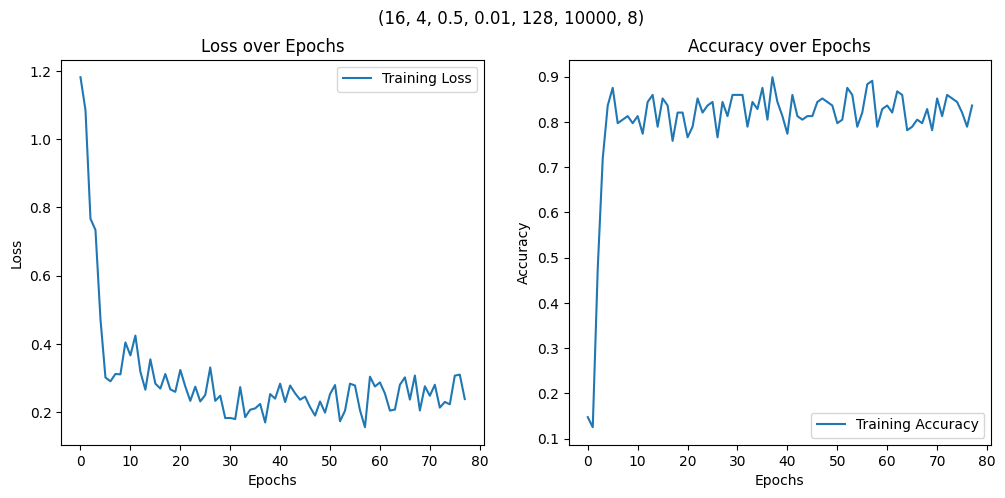 (16, 4, 0.5, 0.01, 128, 10000, 8)
Loss over Epochs
Training Loss
1.2
1.0
0.8
0.6
0.4
0.2
Loss
0 10 20 30 40 50 60 70 80
Epochs
Accuracy over Epochs
0.9
0.8
0.7
0.6
0.5
0.4
0.3
0.2
0.1
Accuracy
Training Accuracy
0 10 20 30 40 50 60 70 80
Epochs